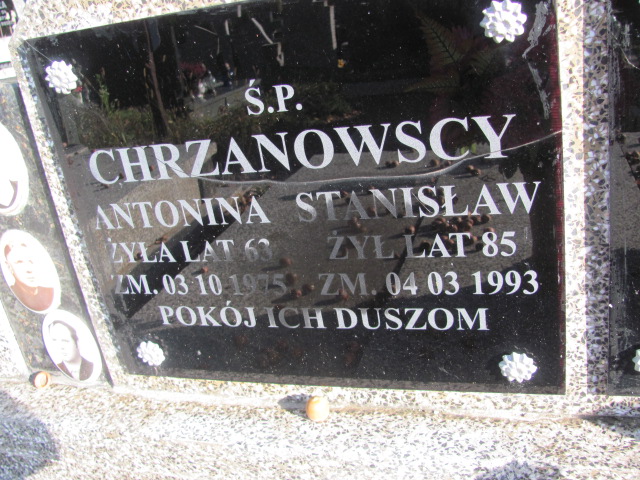 Ś.P.
CHRZANOWSCY
ANTONINA STANISŁAW
ŻYŁA LAT 63 ŻYŁ LAT 85
ZM. 03 10 1975 ZM. 04 03 1993
POKÓJ ICH DUSZOM